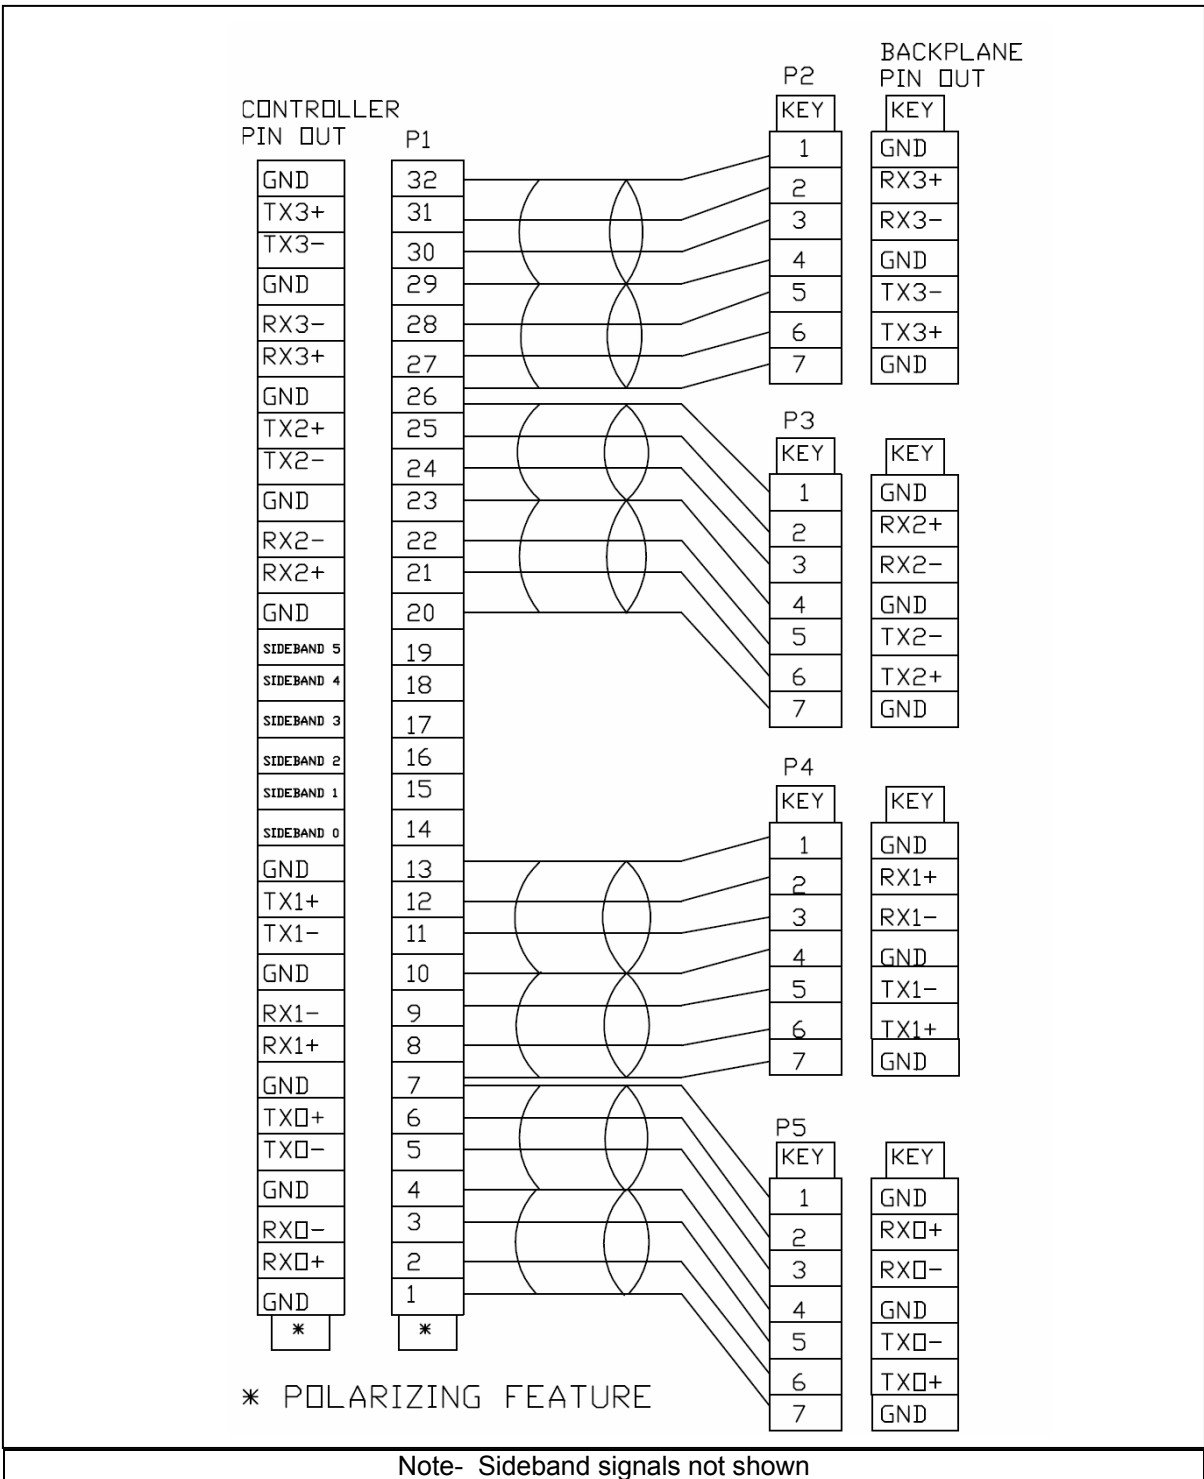 BACKPLANE
PIN OUT
CONTROLLER
PIN OUT
P1
GND 32
TX3+ 31
TX3- 30
GND 29
RX3- 28
RX3+ 27
GND 26
TX2+ 25
TX2- 24
GND 23
RX2- 22
RX2+ 21
GND 20
SIDEBAND 5 19
SIDEBAND 4 18
SIDEBAND 3 17
SIDEBAND 2 16
SIDEBAND 1 15
SIDEBAND 0 14
GND 13
TX1+ 12
TX1- 11
GND 10
RX1- 9
RX1+ 8
GND 7
TX0+ 6
TX0- 5
GND 4
RX0- 3
RX0+ 2
GND 1
* *
P2
KEY KEY
1 GND
2 RX3+
3 RX3-
4 GND
5 TX3-
6 TX3+
7 GND
P3
KEY KEY
1 GND
2 RX2+
3 RX2-
4 GND
5 TX2-
6 TX2+
7 GND
P4
KEY KEY
1 GND
2 RX1+
3 RX1-
4 GND
5 TX1-
6 TX1+
7 GND
P5
KEY KEY
1 GND
2 RX0+
3 RX0-
4 GND
5 TX0-
6 TX0+
7 GND
* POLARIZING FEATURE
Note- Sideband signals not shown